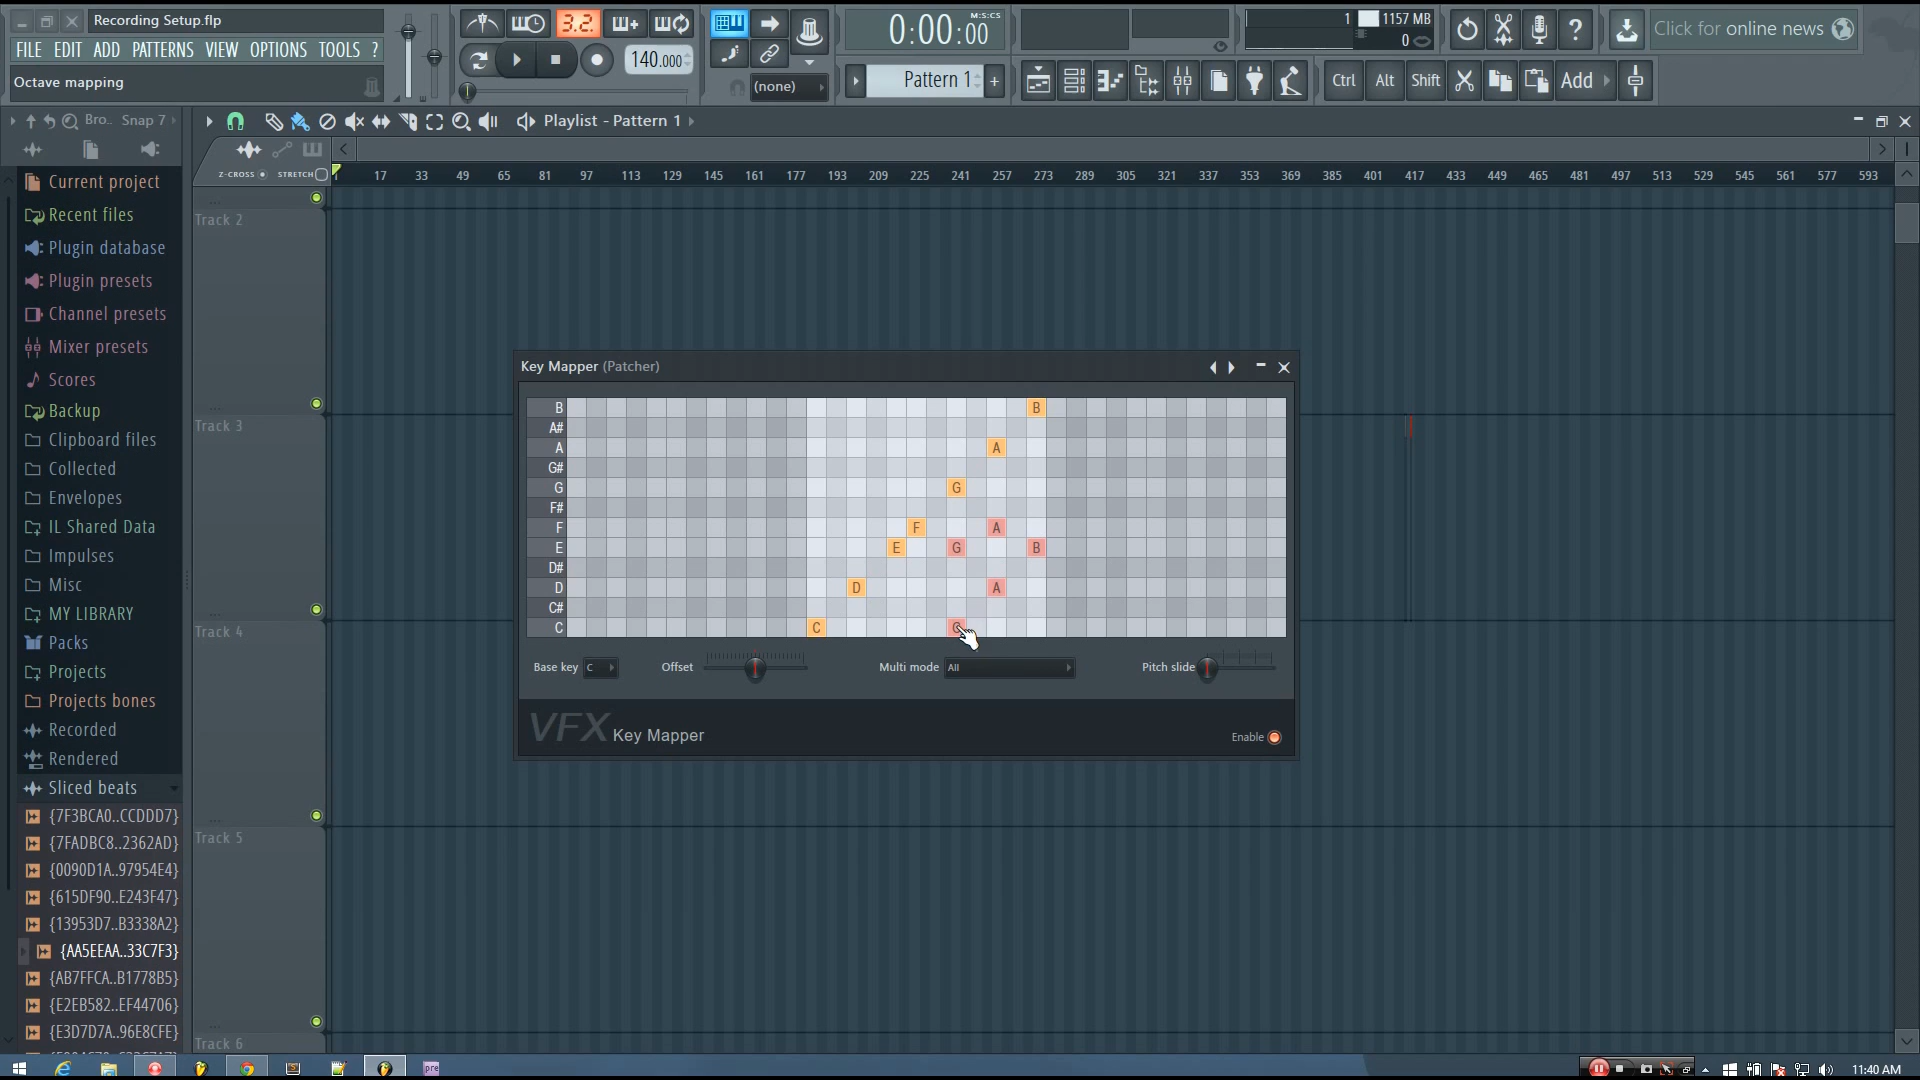 Recording Setup.flp
FILE EDIT ADD PATTERNS VIEW OPTIONS TOOLS ?
Octave mapping
3.2.
140.000
(none)
M:S:CS
0:00:00
Pattern 1
1
1157 MB
0
Click for online news
Ctrl Alt Shift
Add
Bro.. Snap 7
Playlist - Pattern 1
Z-CROSS STRETCH
17 33 49 65 81 97 113 129 145 161 177 193 209 225 241 257 273 289 305 321 337 353 369 385 401 417 433 449 465 481 497 513 529 545 561 577 593
Current project
Recent files
Plugin database
Plugin presets
Channel presets
Mixer presets
Scores
Backup
Clipboard files
Collected
Envelopes
IL Shared Data
Impulses
Misc
MY LIBRARY
Packs
Projects
Projects bones
Recorded
Rendered
Sliced beats
{7F3BCA0..CCDDD7}
{7FADBC8..2362AD}
{0090D1A..97954E4}
{615DF90..E243F47}
{13953D7..B3338A2}
{AA5EEAA..33C7F3}
{AB7FFCA..B1778B5}
{E2EB582..EF44706}
{E3D7D7A..96E8CFE}
Track 2
Track 3
Track 4
Track 5
Track 6
Key Mapper (Patcher)
B B
A#
A A
G#
G G
F#
F F A
E E G B
D#
D D A
C#
C C
Base key C
Offset
Multi mode All
Pitch slide
VFX Key Mapper
Enable
pre
11:40 AM